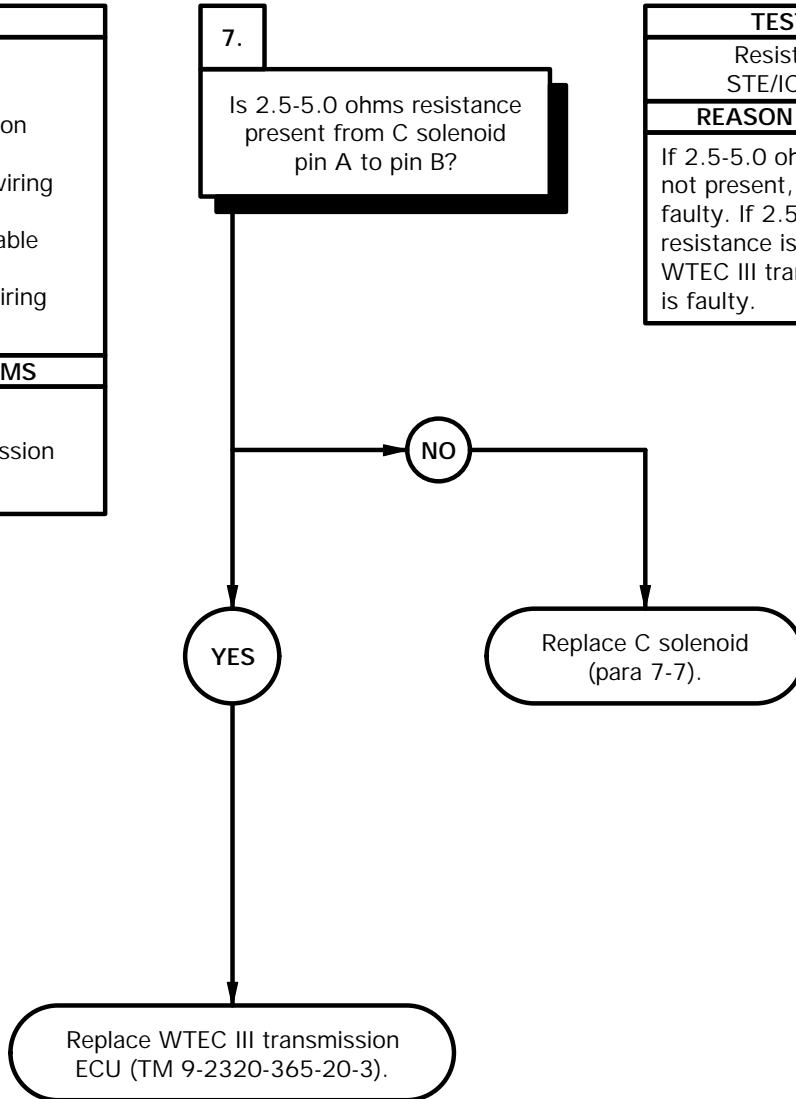 on
iring
able
iring
MS
ssion
7.
Is 2.5-5.0 ohms resistance
present from C solenoid
pin A to pin B?
TEST
Resist
STE/IC
REASON
If 2.5-5.0 oh
not present,
faulty. If 2.5
resistance is
WTEC III tra
is faulty.
NO
YES
Replace C solenoid
(para 7-7).
Replace WTEC III transmission
ECU (TM 9-2320-365-20-3).